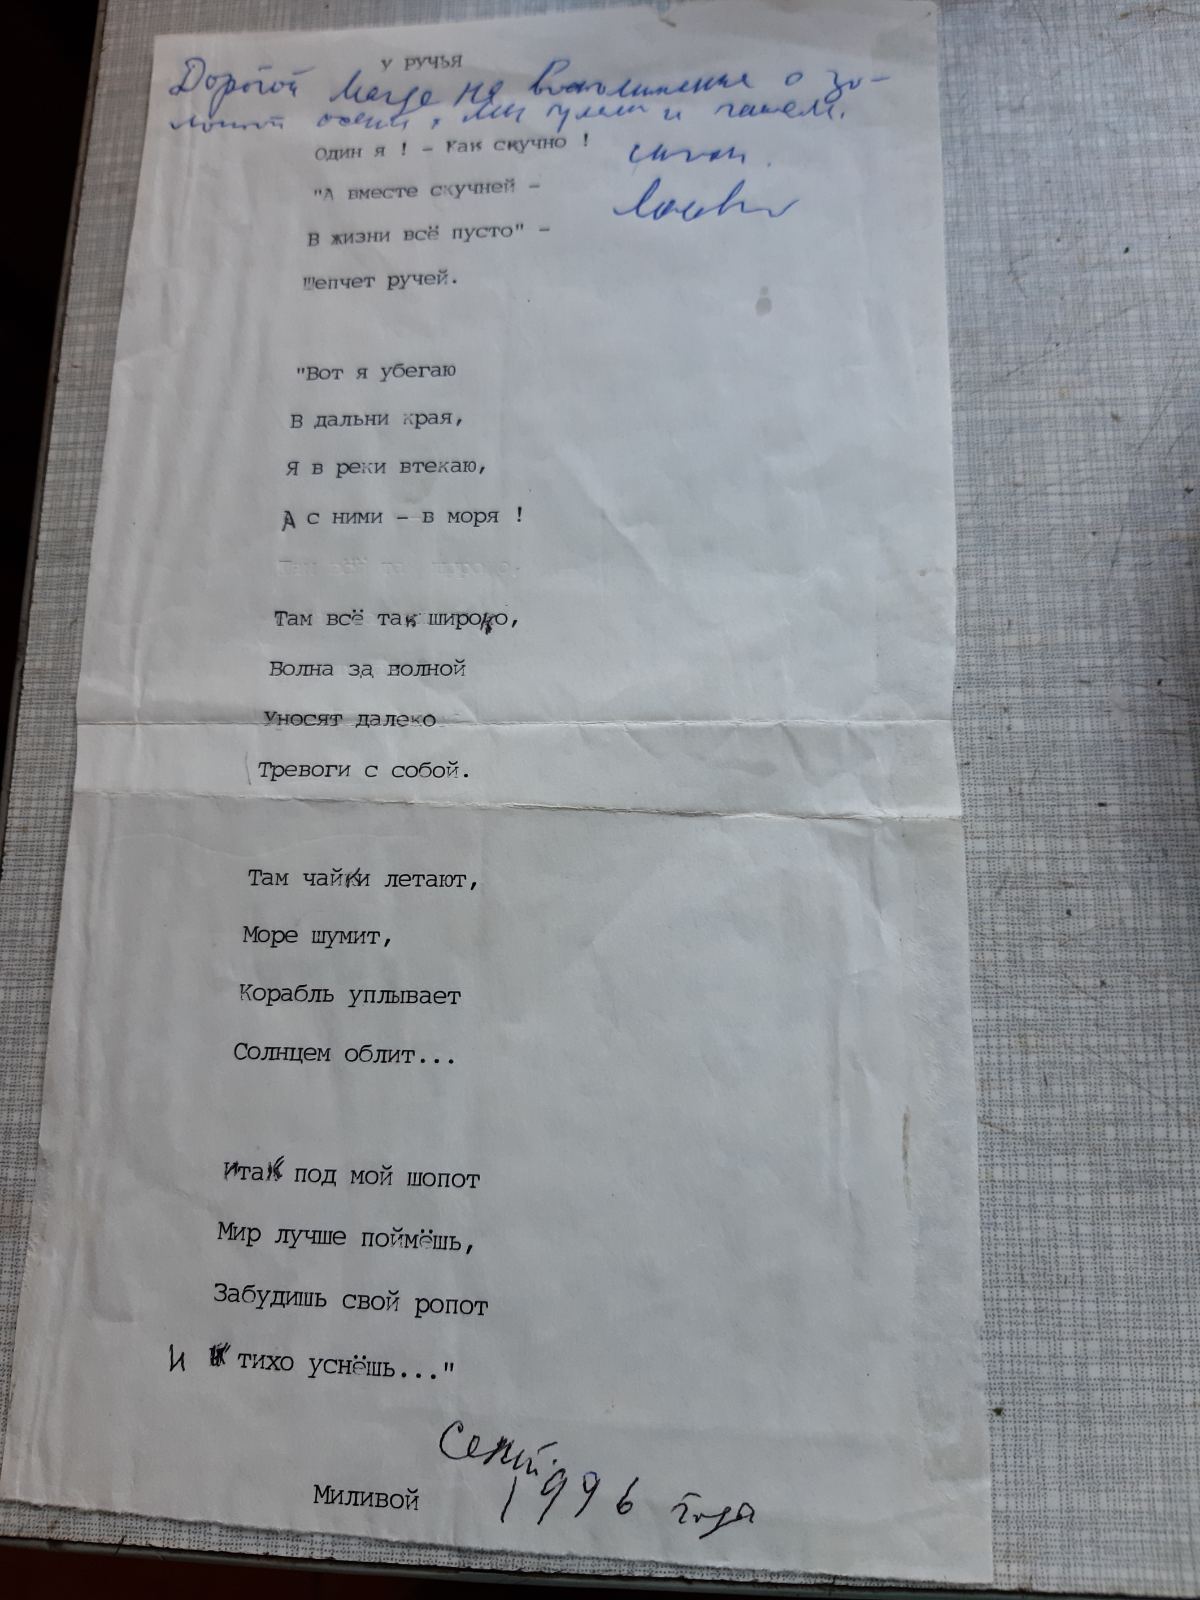 У РУЧЬЯ
Дорогой Магде на Воспоминание о зо-
осени, Мы гуляем и
Один я ! - Как скучно !
"А вместе скучней -
В жизни всё пусто" -
Шепчет ручей.
"Вот я убегаю
В дальни края,
Я в реки втекаю,
А с ними - в моря !
Там всё так широко,
Волна за волной
Уносят далеко
Тревоги с собой.
Там чайки летают,
Море шумит,
Корабль уплывает
Солнцем облит...
Итак под мой шопот
Мир лучше поймёшь,
Забудишь свой ропот
И тихо уснёшь..."
Сент.
Миливой 1996 года